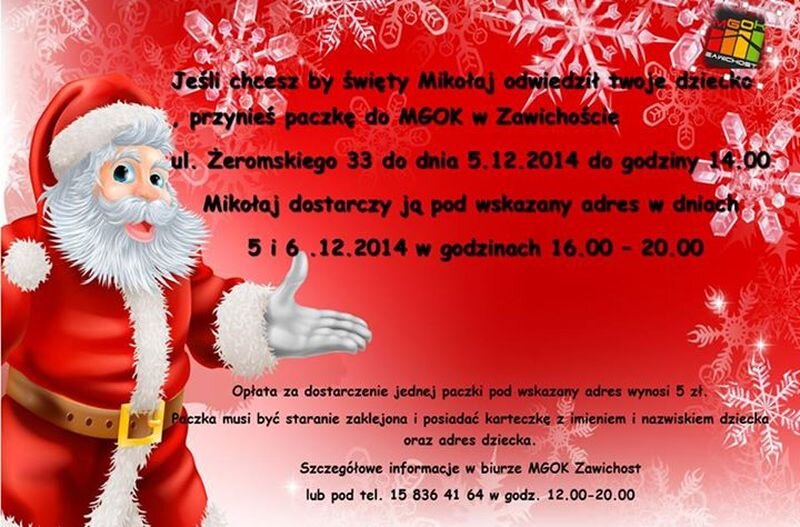 MGOK
ZAWICHOST
Jeśli chcesz by święty Mikołaj odwiedził twoje dziecko
, przynieś paczkę do MGOK w Zawichoście
ul. Żeromskiego 33 do dnia 5.12.2014 do godziny 14.00
Mikołaj dostarczy ją pod wskazany adres w dniach
5 i 6 .12.2014 w godzinach 16.00 – 20.00
Opłata za dostarczenie jednej paczki pod wskazany adres wynosi 5 zł.
Paczka musi być staranie zaklejona i posiadać karteczkę z imieniem i nazwiskiem dziecka
oraz adres dziecka.
Szczegółowe informacje w biurze MGOK Zawichost
lub pod tel. 15 836 41 64 w godz. 12.00-20.00